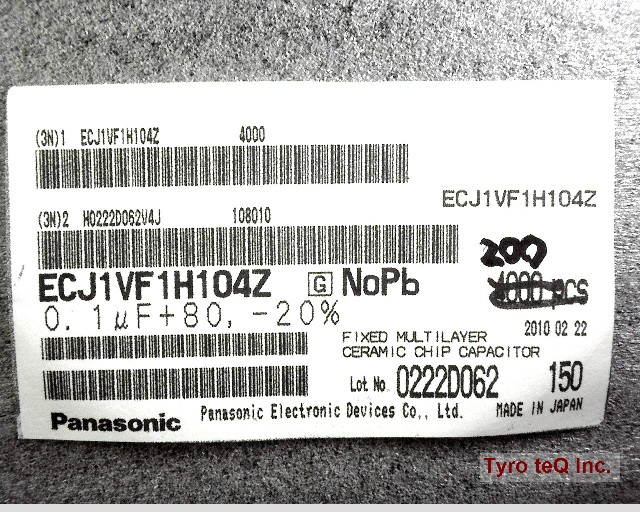 (3N)1 ECJ1VF1H104Z 4000
ECJ1VF1H104Z
(3N)2 H0222D062V4J 108010
200
ECJ1VF1H104Z G NoPb 4000 pcs
0.1μF+80,-20%
2010 02 22
FIXED MULTILAYER
CERAMIC CHIP CAPACITOR
Lot No. 0222D062 150
Panasonic Panasonic Electronic Devices Co., Ltd. MADE IN JAPAN
Tyro teQ Inc.